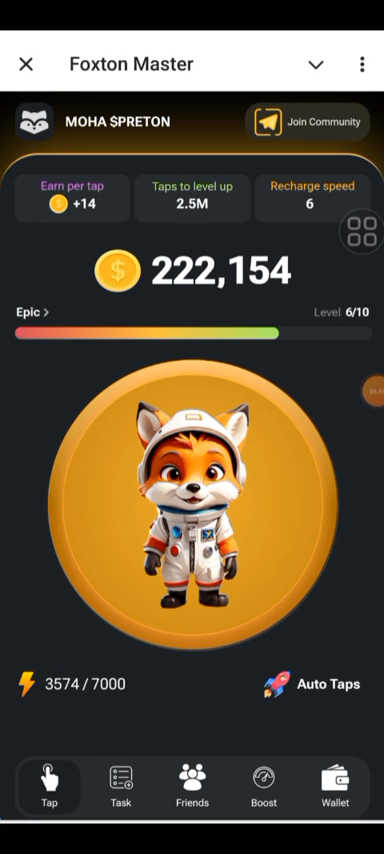 Foxton Master
MOHA $PRETON
Join Community
Earn per tap
+14
Taps to level up
2.5M
Recharge speed
6
222,154
Epic >
Level 6/10
3574 / 7000
Auto Taps
Tap
Task
Friends
Boost
Wallet